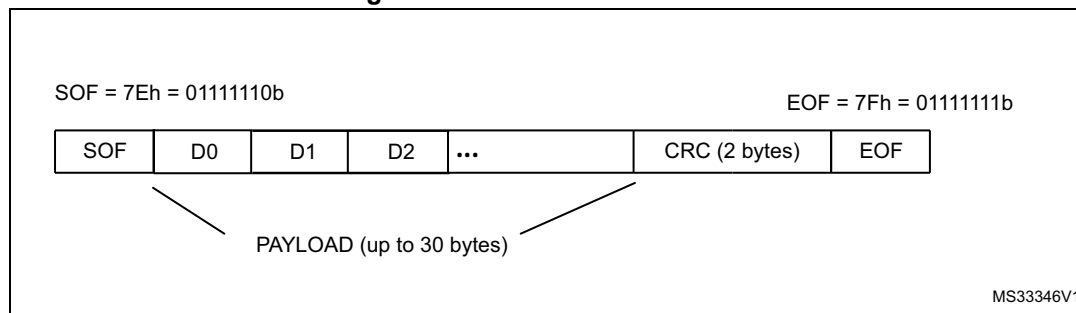 SOF = 7Eh = 01111110b
EOF = 7Fh = 01111111b
SOF D0 D1 D2 ... CRC (2 bytes) EOF
PAYLOAD (up to 30 bytes)
MS33346V1